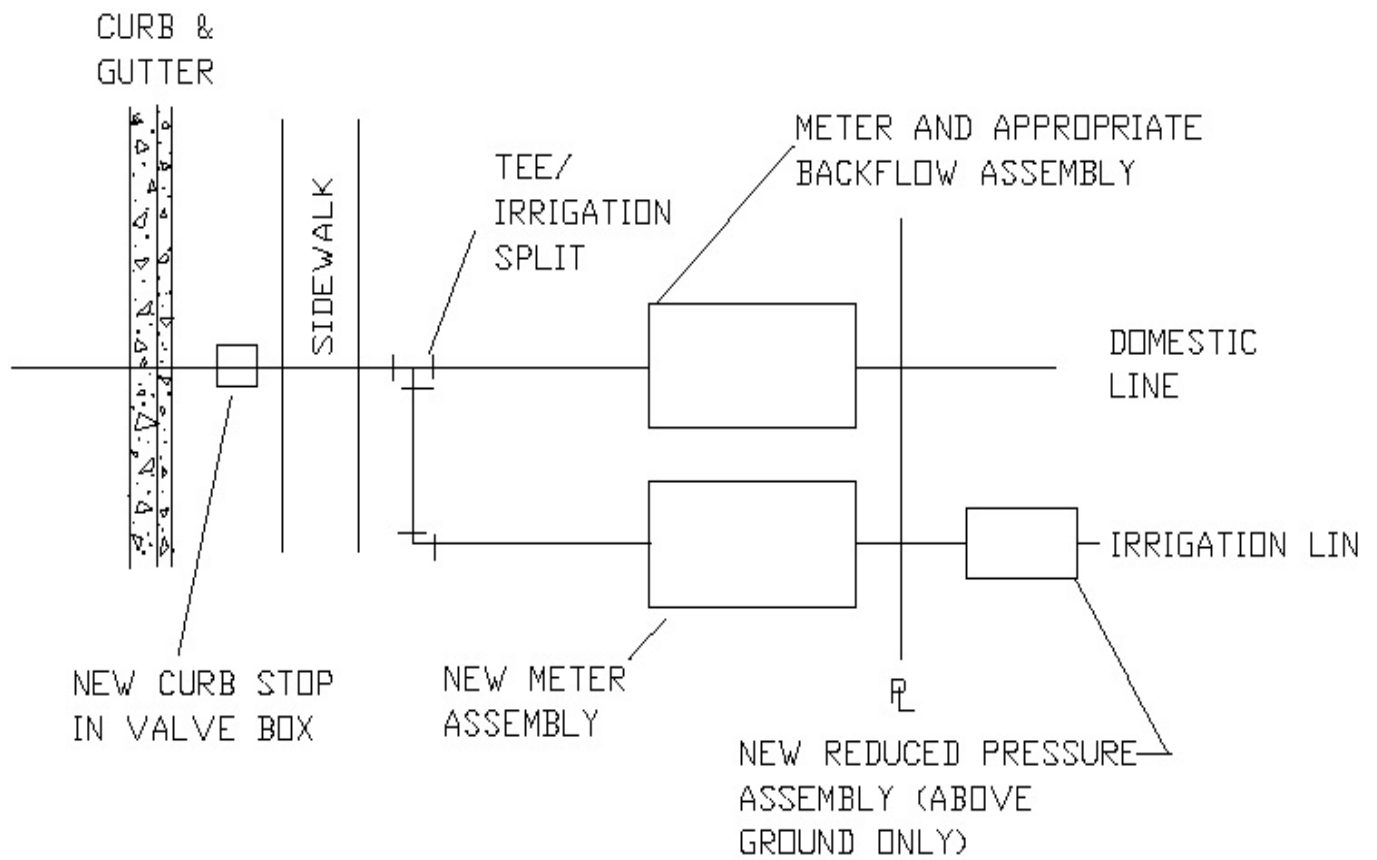 CURB &
GUTTER
METER AND APPROPRIATE
BACKFLOW ASSEMBLY
TEE/
IRRIGATION
SPLIT
SIDEWALK
DOMESTIC
LINE
IRRIGATION LIN
NEW CURB STOP
IN VALVE BOX
NEW METER
ASSEMBLY
PL
NEW REDUCED PRESSURE
ASSEMBLY (ABOVE
GROUND ONLY)